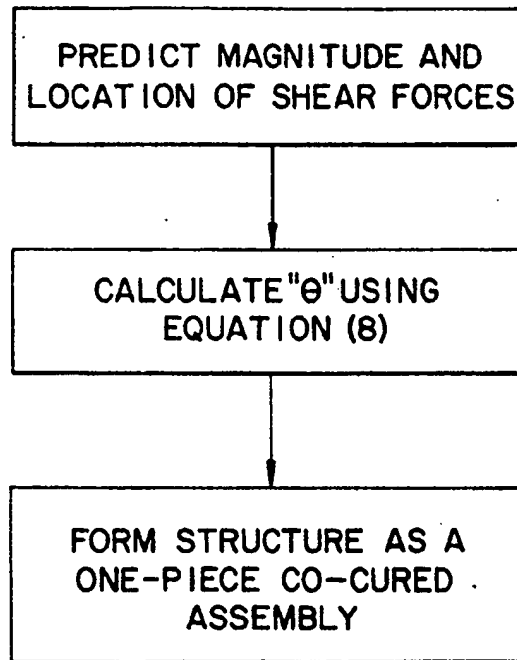 PREDICT MAGNITUDE AND
LOCATION OF SHEAR FORCES
CALCULATE "θ" USING
EQUATION (8)
FORM STRUCTURE AS A
ONE-PIECE CO-CURED
ASSEMBLY